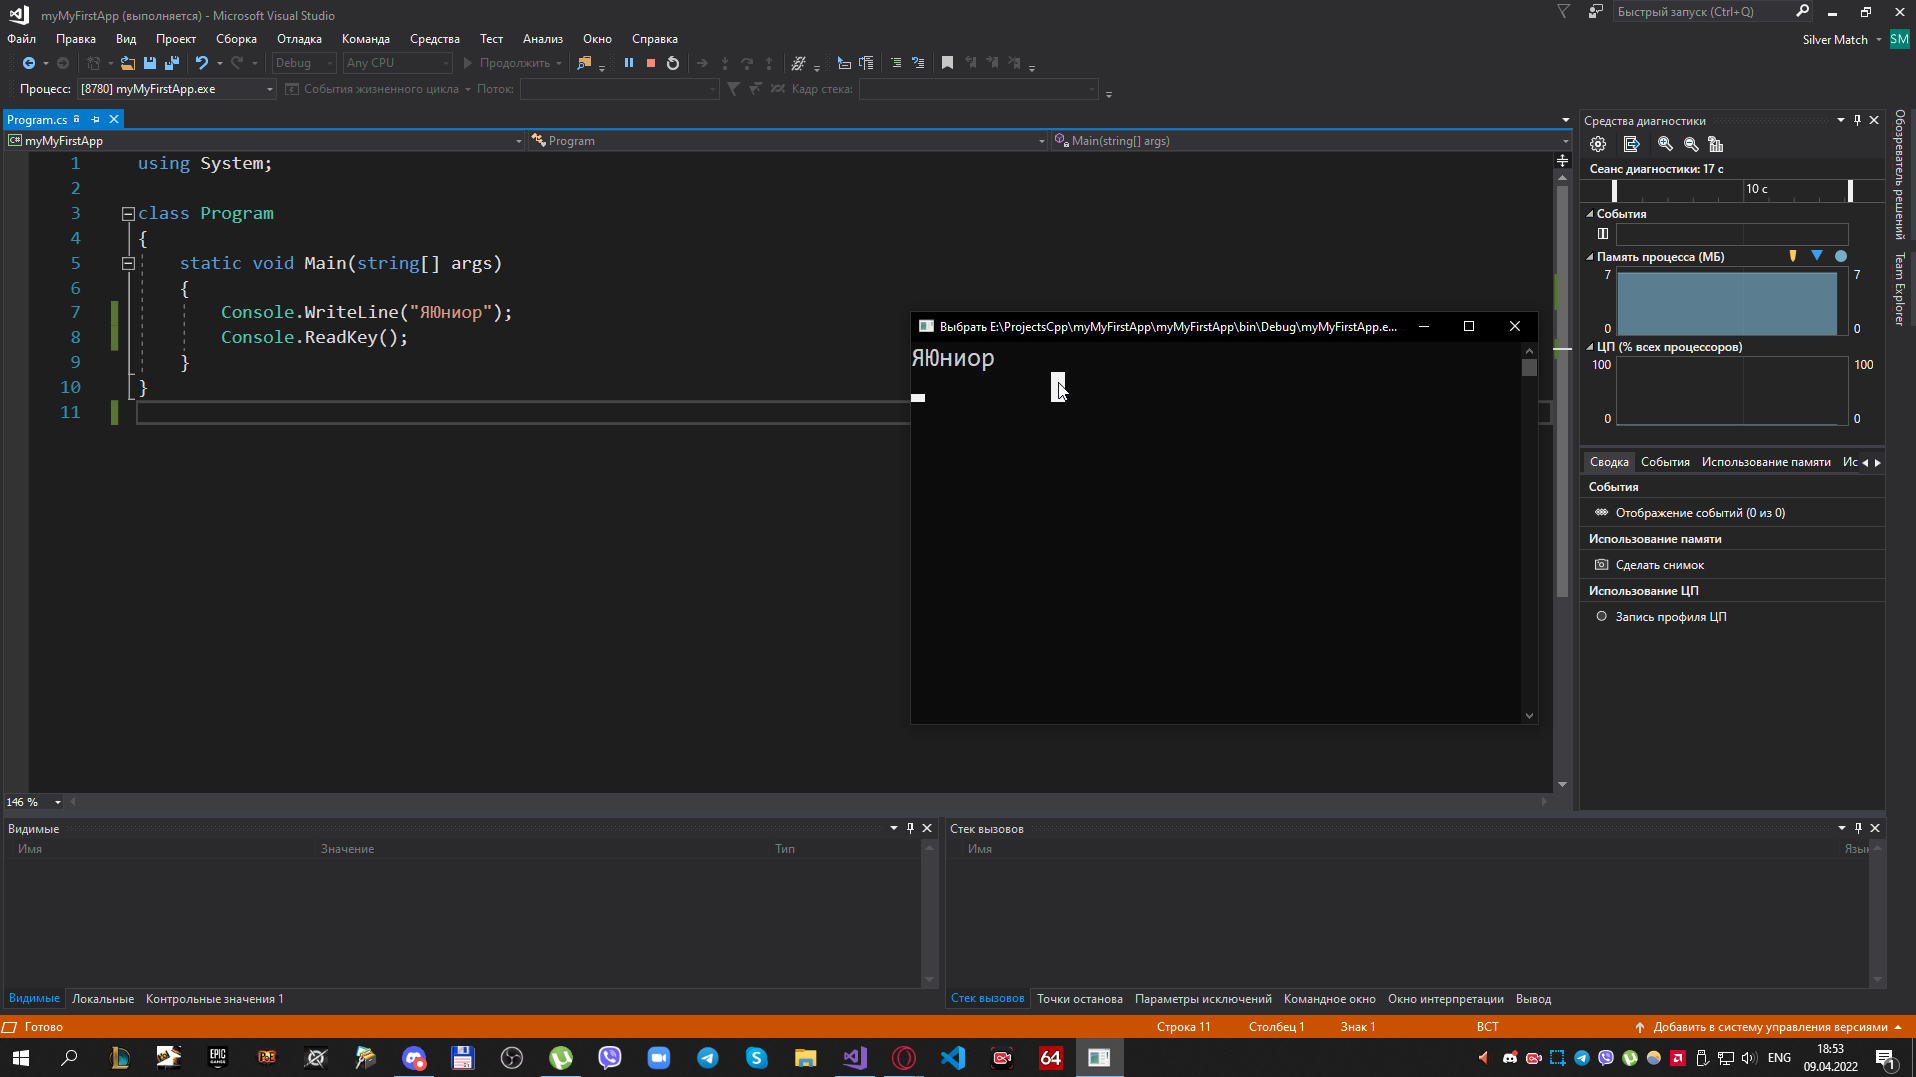 myMyFirstApp (выполняется) - Microsoft Visual Studio
Быстрый запуск (Ctrl+Q)
Файл Правка Вид Проект Сборка Отладка Команда Средства Тест Анализ Окно Справка
Silver Match SM
Debug Any CPU Продолжить
Процесс: [8780] myMyFirstApp.exe События жизненного цикла Поток: Кадр стека:
Program.cs
C# myMyFirstApp Program Main(string[] args)
1 using System;
2
3 class Program
4 {
5 static void Main(string[] args)
6 {
7 Console.WriteLine("ЯЮниор");
8 Console.ReadKey();
9 }
10 }
11
Выбрать E:\ProjectsCpp\myMyFirstApp\myMyFirstApp\bin\Debug\myMyFirstApp.e...
ЯЮниор
Средства диагностики
Сеанс диагностики: 17 с
10 с
События
Память процесса (МБ)
7 7
0 0
ЦП (% всех процессоров)
100 100
0 0
Сводка События Использование памяти Ис
События
Отображение событий (0 из 0)
Использование памяти
Сделать снимок
Использование ЦП
Запись профиля ЦП
Обозреватель решений
Team Explorer
146 %
Видимые
Имя Значение Тип
Видимые Локальные Контрольные значения 1
Стек вызовов
Имя Язык
Стек вызовов Точки останова Параметры исключений Командное окно Окно интерпретации Вывод
Готово Строка 11 Столбец 1 Знак 1 ВСТ Добавить в систему управления версиями
EPIC GAMES
PoE
64
ENG
18:53
09.04.2022
1